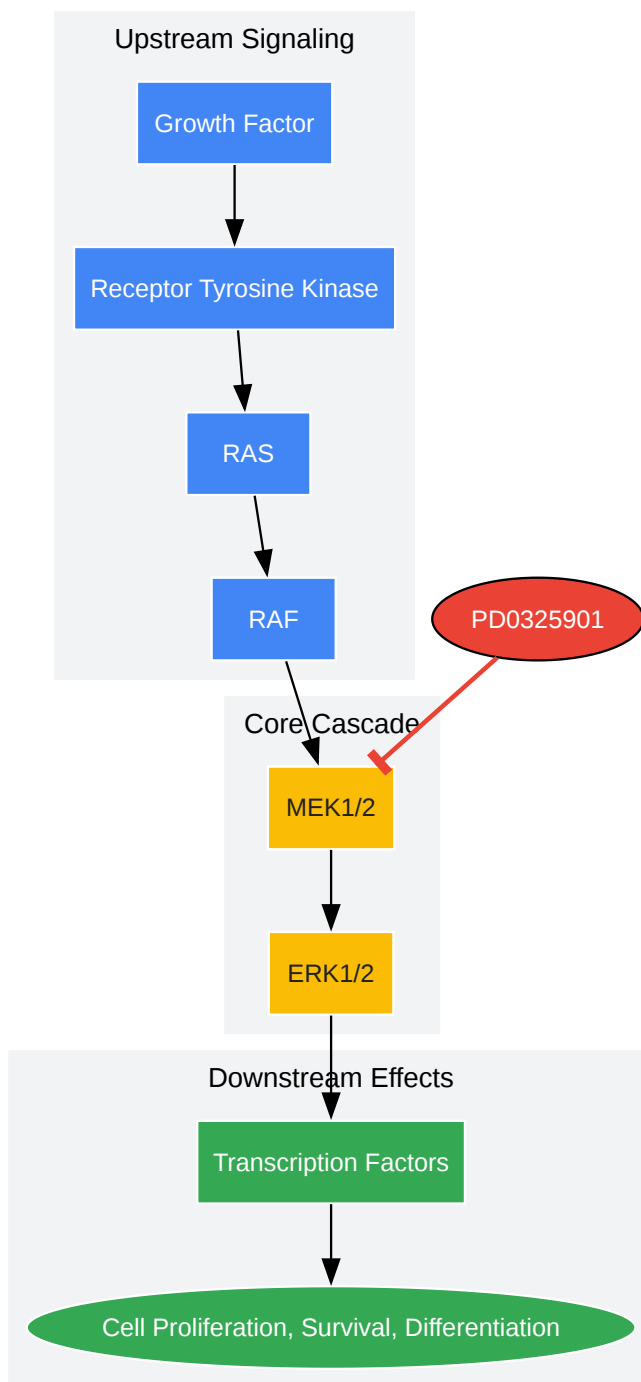 Upstream Signaling
Growth Factor
Receptor Tyrosine Kinase
RAS
RAF
PD0325901
Core Cascade
MEK1/2
ERK1/2
Downstream Effects
Transcription Factors
Cell Proliferation, Survival, Differentiation